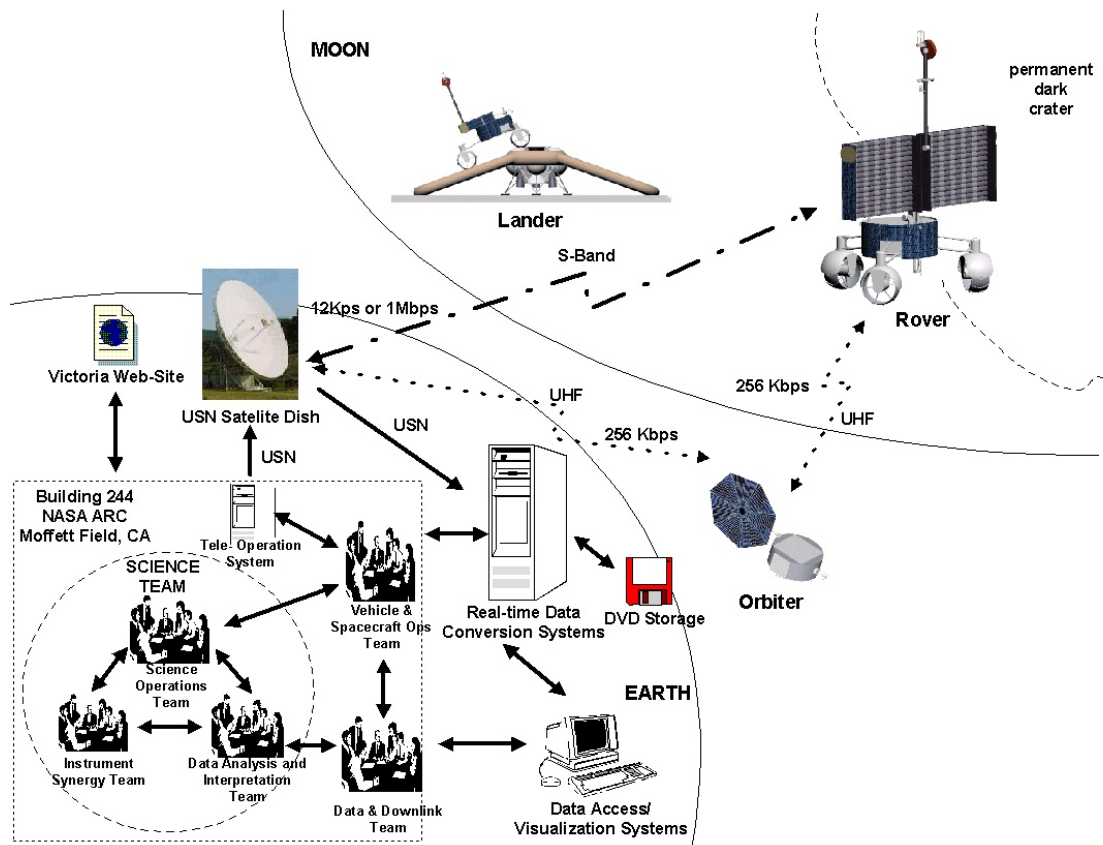 MOON
permanent
dark
crater
Lander
S-Band
Rover
12Kps or 1Mbps
Victoria Web-Site
USN Satelite Dish
UHF
256 Kbps
256 Kbps
UHF
USN
USN
Building 244
NASA ARC
Moffett Field, CA
Tele- Operation
System
SCIENCE
TEAM
Vehicle &
Spacecraft Ops
Team
Real-time Data
Conversion Systems
DVD Storage
Orbiter
Science
Operations
Team
EARTH
Instrument
Synergy Team
Data Analysis and
Interpretation
Team
Data & Downlink
Team
Data Access/
Visualization Systems